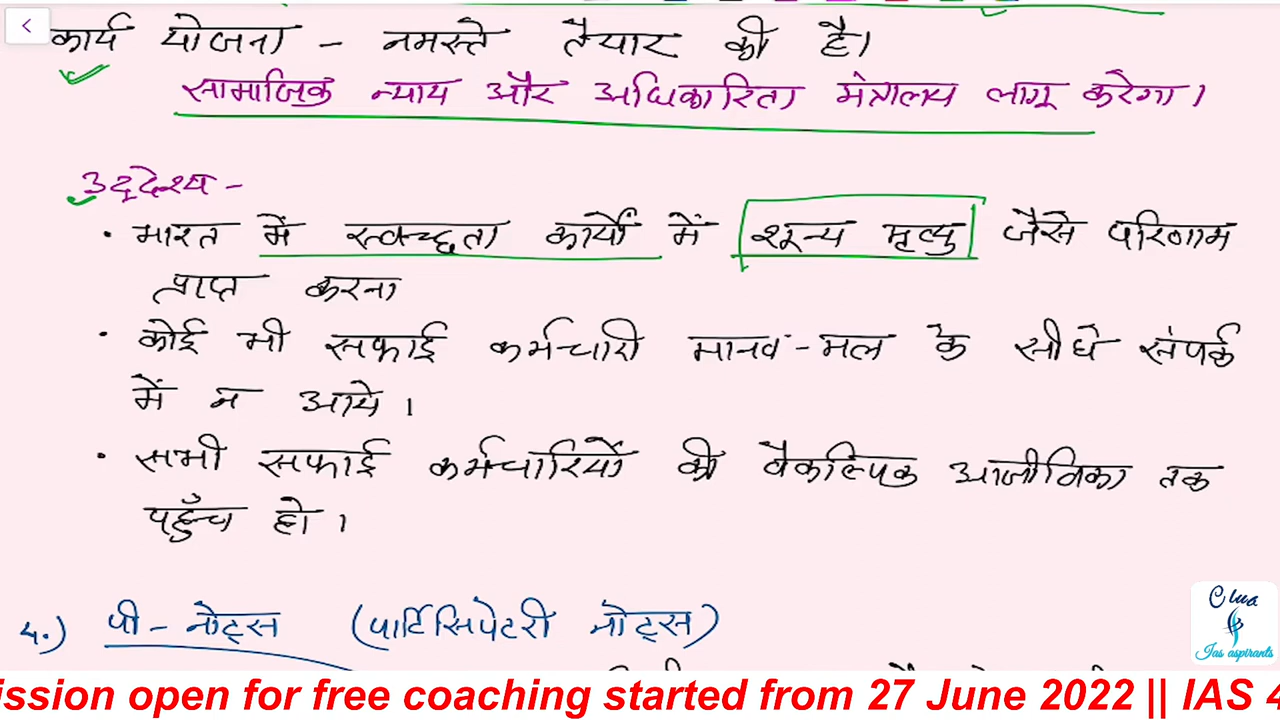 कार्य योजना - नमस्ते तैयार की है।
सामाजिक न्याय और अधिकारिता मंत्रालय लागू करेगा।
उद्देश्य -
• भारत में स्वच्छता कार्यों में शून्य मृत्यु जैसे परिणाम
प्राप्त करना
• कोई भी सफाई कर्मचारी मानव-मल के सीधे संपर्क
में न आये।
• सभी सफाई कर्मचारियों की वैकल्पिक आजीविका तक
पहुँच हो।
4.) पी-नोट्स (पार्टिसिपेटरी नोट्स)
Clue
Ias aspirants
ission open for free coaching started from 27 June 2022 || IAS 4